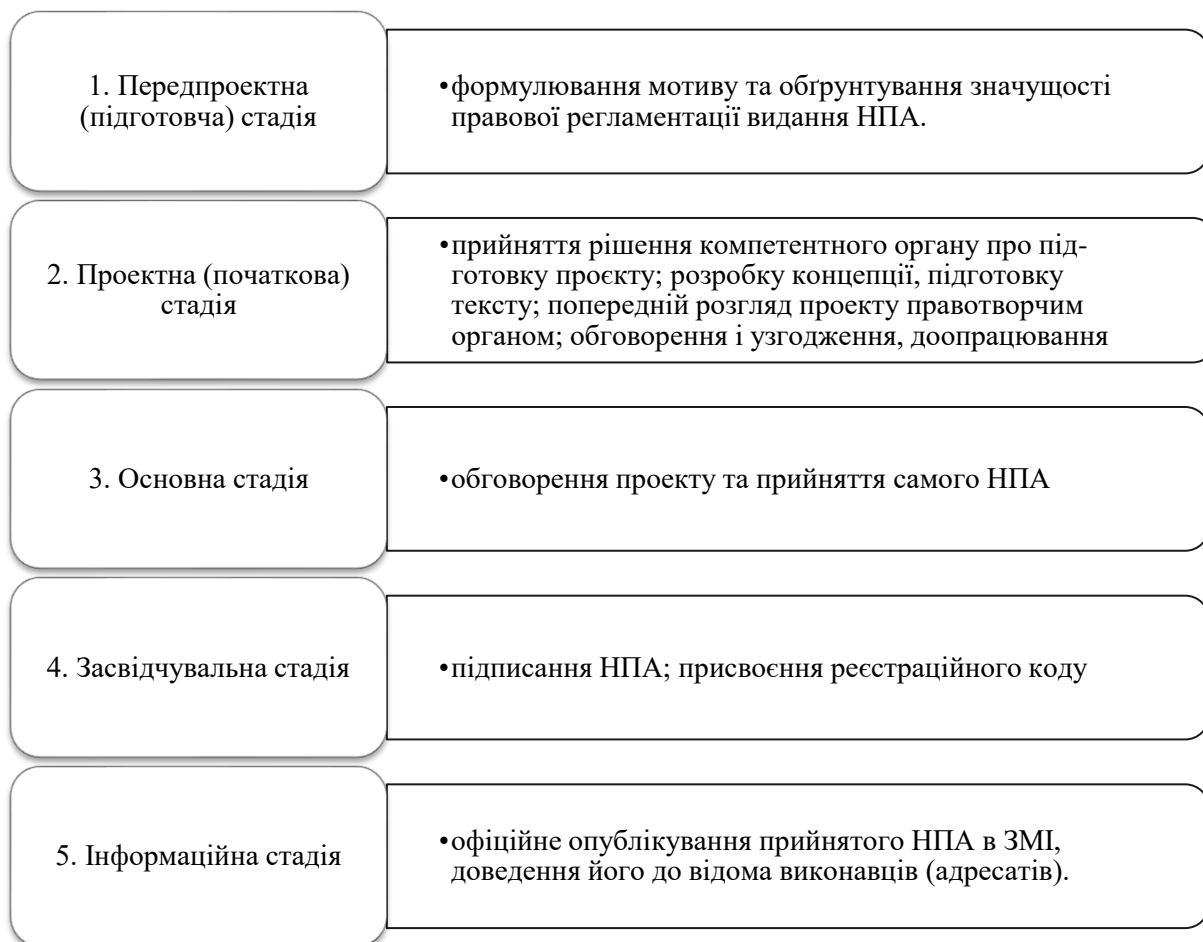 1. Передпроектна
(підготовча) стадія
•формулювання мотиву та обґрунтування значущості
правової регламентації видання НПА.
2. Проектна (початкова)
стадія
•прийняття рішення компетентного органу про під-
готовку проєкту; розробку концепції, підготовку
тексту; попередній розгляд проекту правотворчим
органом; обговорення і узгодження, доопрацювання
3. Основна стадія
•обговорення проекту та прийняття самого НПА
4. Засвідчувальна стадія
•підписання НПА; присвоєння реєстраційного коду
5. Інформаційна стадія
•офіційне опублікування прийнятого НПА в ЗМІ,
доведення його до відома виконавців (адресатів).